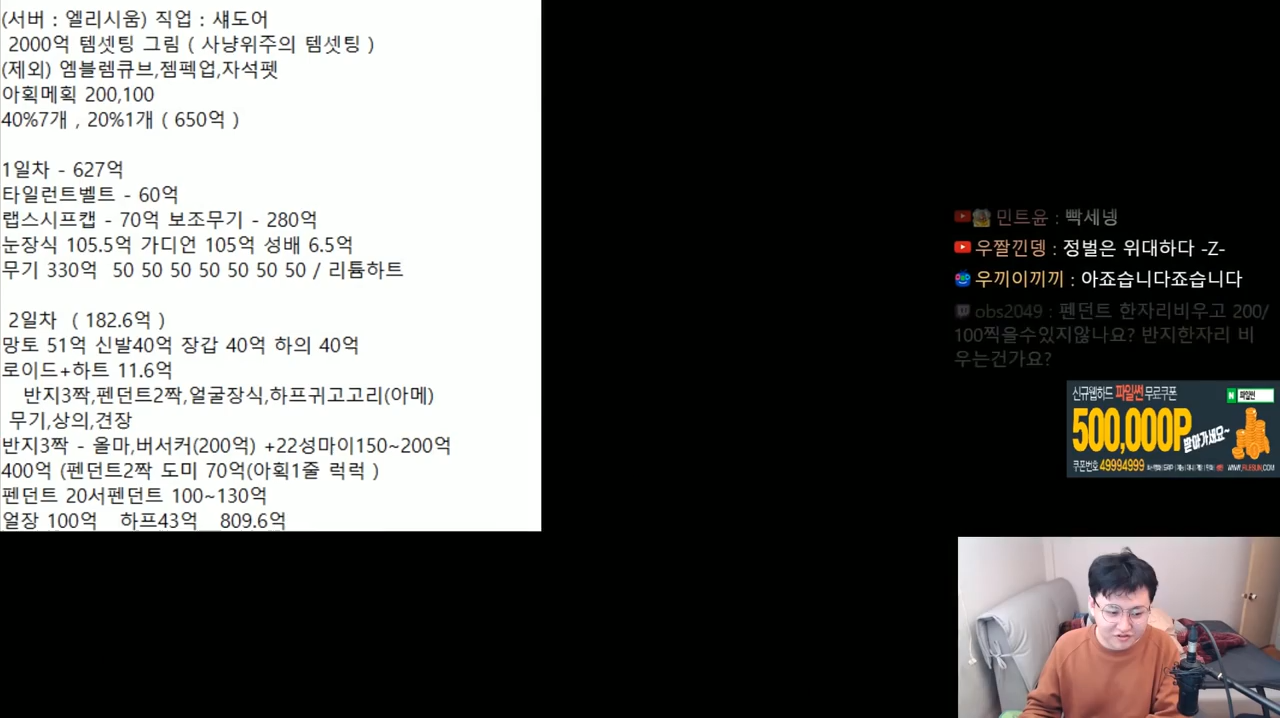 (서버 : 엘리시움) 직업 : 섀도어
2000억 템셋팅 그림 ( 사냥위주의 템셋팅 )
(제외) 엠블렘큐브,젬펙업,자석펫
아획메획 200,100
40%7개 , 20%1개 ( 650억 )
1일차 - 627억
타일런트벨트 - 60억
랩스시프캡 - 70억 보조무기 - 280억
눈장식 105.5억 가디언 105억 성배 6.5억
무기 330억 50 50 50 50 50 50 50 / 리튬하트
2일차 ( 182.6억 )
망토 51억 신발40억 장갑 40억 하의 40억
로이드+하트 11.6억
반지3짝,펜던트2짝,얼굴장식,하프귀고고리(아메)
무기,상의,견장
반지3짝 - 올마,버서커(200억) +22성마이150~200억
400억 (펜던트2짝 도미 70억(아획1줄 럭럭 )
펜던트 20서펜던트 100~130억
얼장 100억 하프43억 809.6억
민트윤 : 빡세넹
우짤낀뎅 : 정벌은 위대하다 -Z-
우끼이끼끼 : 아죠습니다죠습니다
obs2049 : 펜던트 한자리비우고 200/
100찍을수있지않나요? 반지한자리 비
우는건가요?
신규웹하드 파일썬 무료쿠폰
N 파일썬
500,000P 받아가세요~
쿠폰번호 49994999
WWW.FILESUN.COM